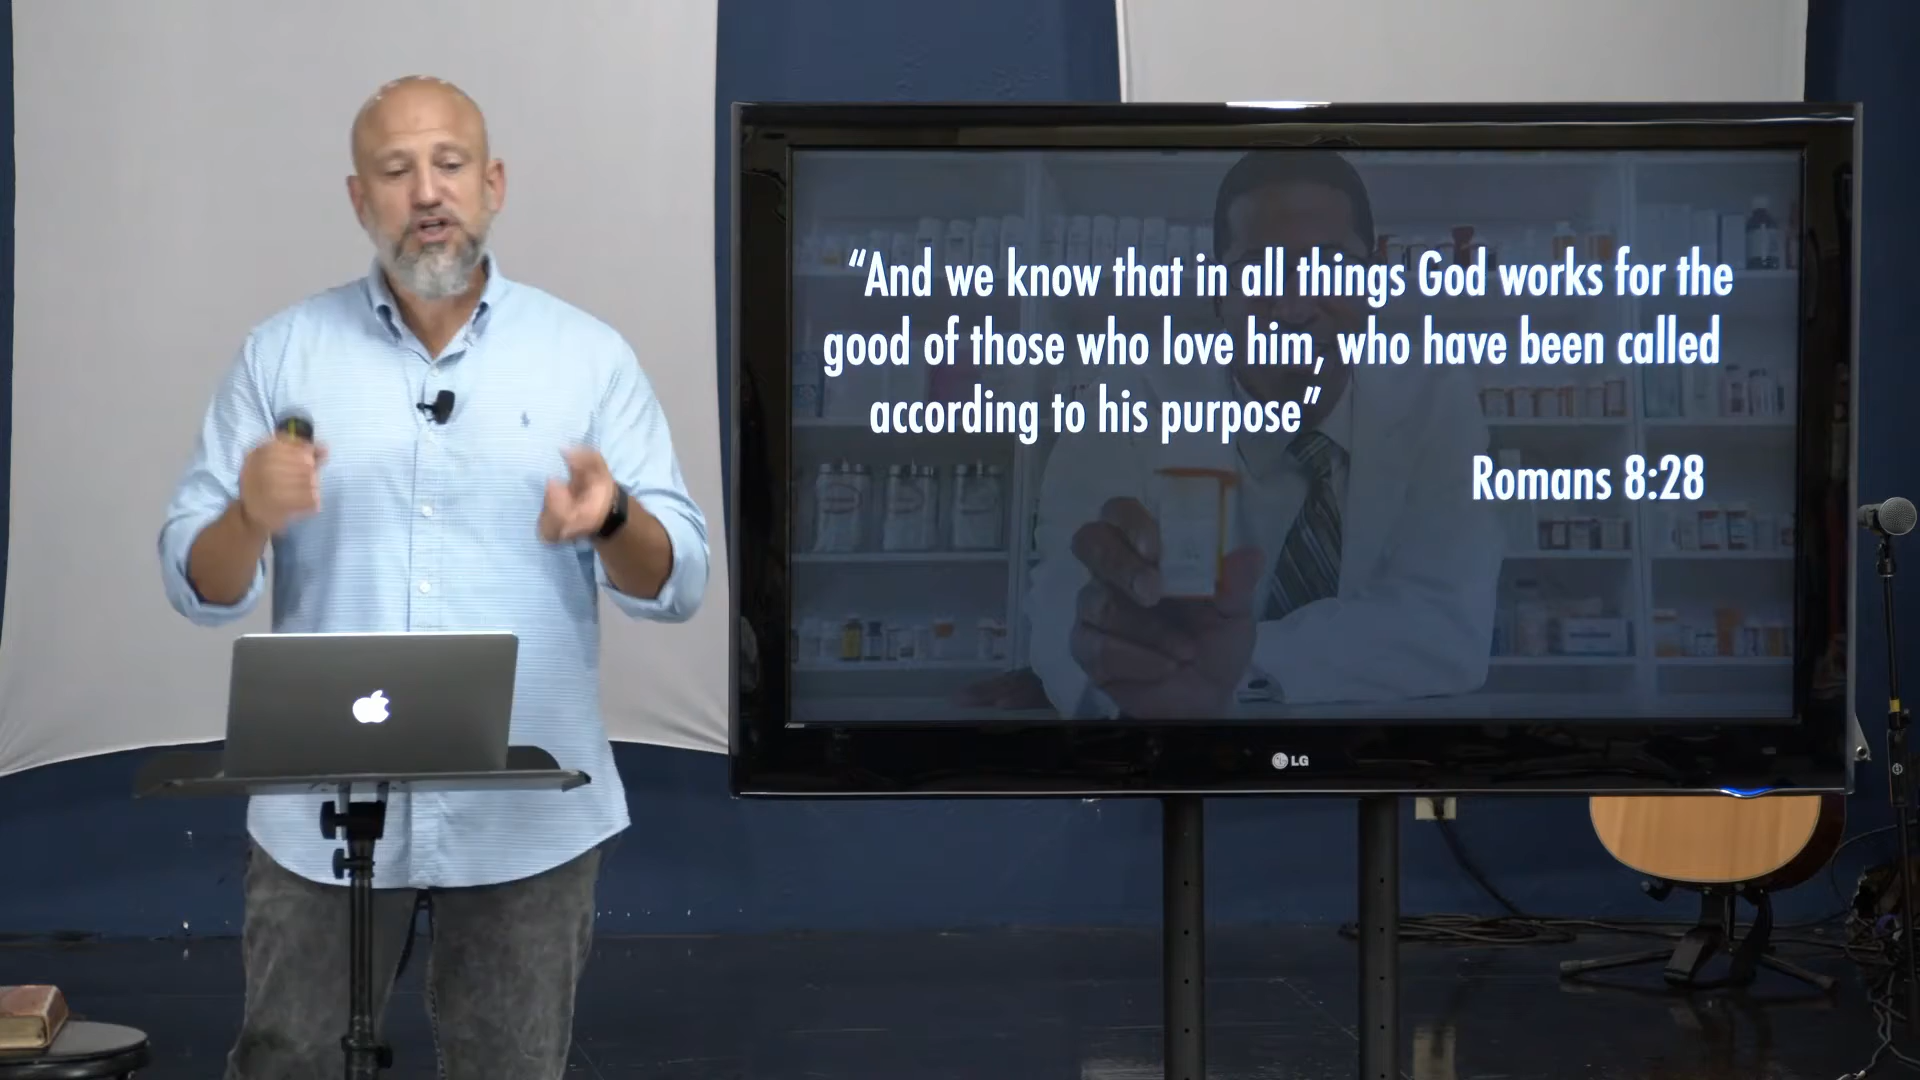 “And we know that in all things God works for the
good of those who love him, who have been called
according to his purpose”
Romans 8:28
LG